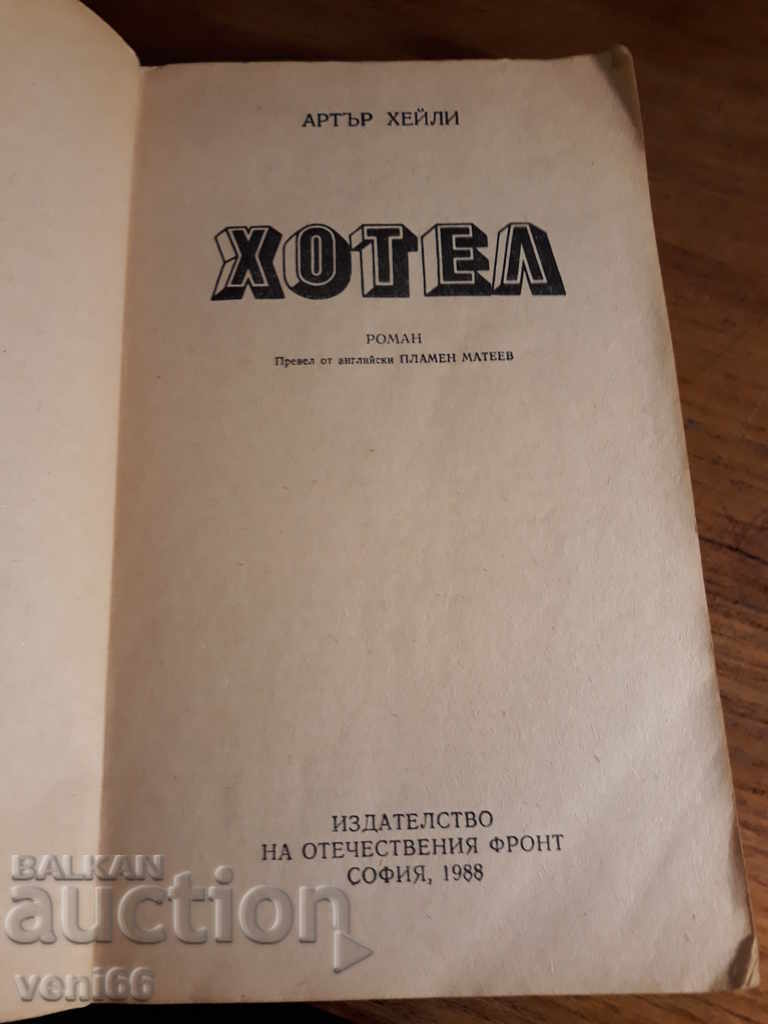 АРТЪР ХЕЙЛИ
ХОТЕЛ
РОМАН
Превел от английски ПЛАМЕН МАТЕЕВ
ИЗДАТЕЛСТВО
НА ОТЕЧЕСТВЕНИЯ ФРОНТ
СОФИЯ, 1988
BALKAN
auction
veni66